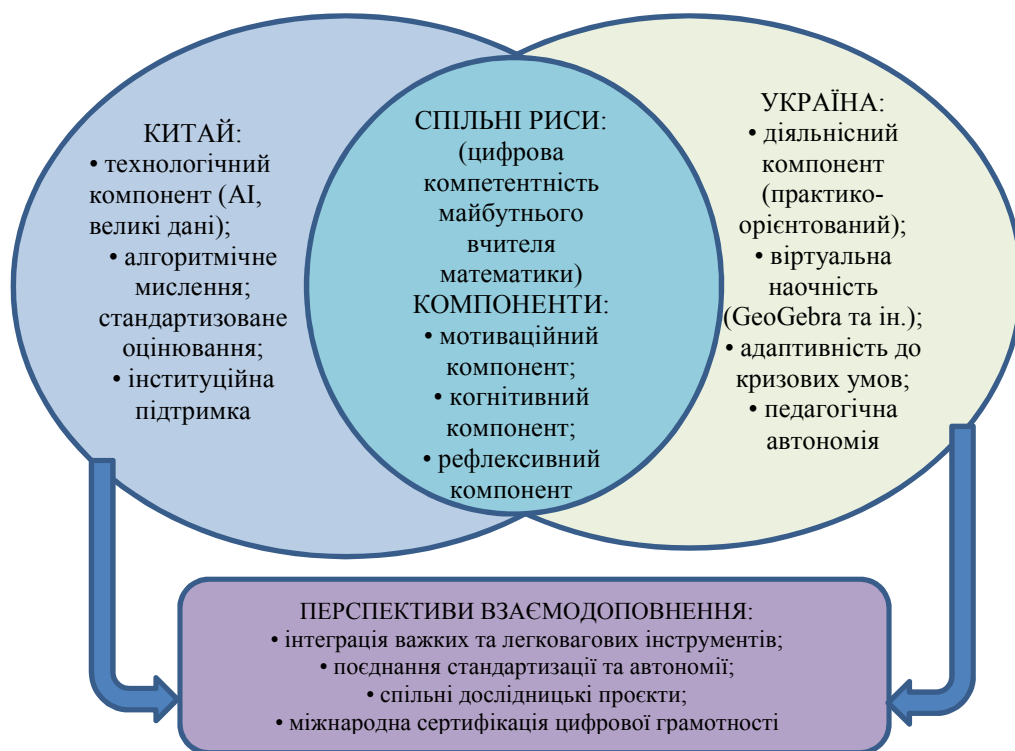 КИТАЙ:
• технологічний
компонент (AI,
великі дані);
• алгоритмічне
мислення;
стандартизоване
оцінювання;
• інституційна
підтримка
СПІЛЬНІ РИСИ:
(цифрова
компетентність
майбутнього
вчителя
математики)
КОМПОНЕНТИ:
• мотиваційний
компонент;
• когнітивний
компонент;
• рефлексивний
компонент
УКРАЇНА:
• діяльнісний
компонент
(практико-
орієнтований);
• віртуальна
наочність
(GeoGebra та ін.);
• адаптивність до
кризових умов;
• педагогічна
автономія
ПЕРСПЕКТИВИ ВЗАЄМОДОПОВНЕННЯ:
• інтеграція важких та легковагових інструментів;
• поєднання стандартизації та автономії;
• спільні дослідницькі проєкти;
• міжнародна сертифікація цифрової грамотності